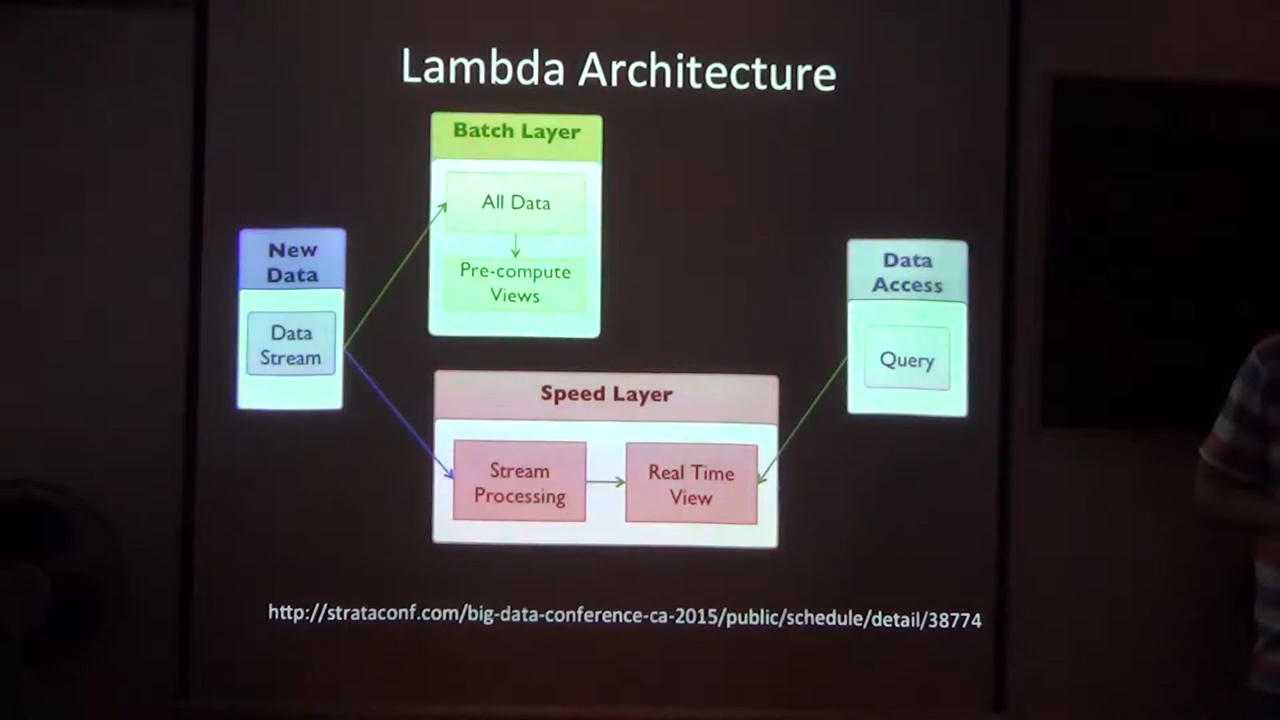 Lambda Architecture
Batch Layer
All Data
Pre-compute
Views
New
Data
Data
Stream
Data
Access
Query
Speed Layer
Stream
Processing
Real Time
View
http://strataconf.com/big-data-conference-ca-2015/public/schedule/detail/38774